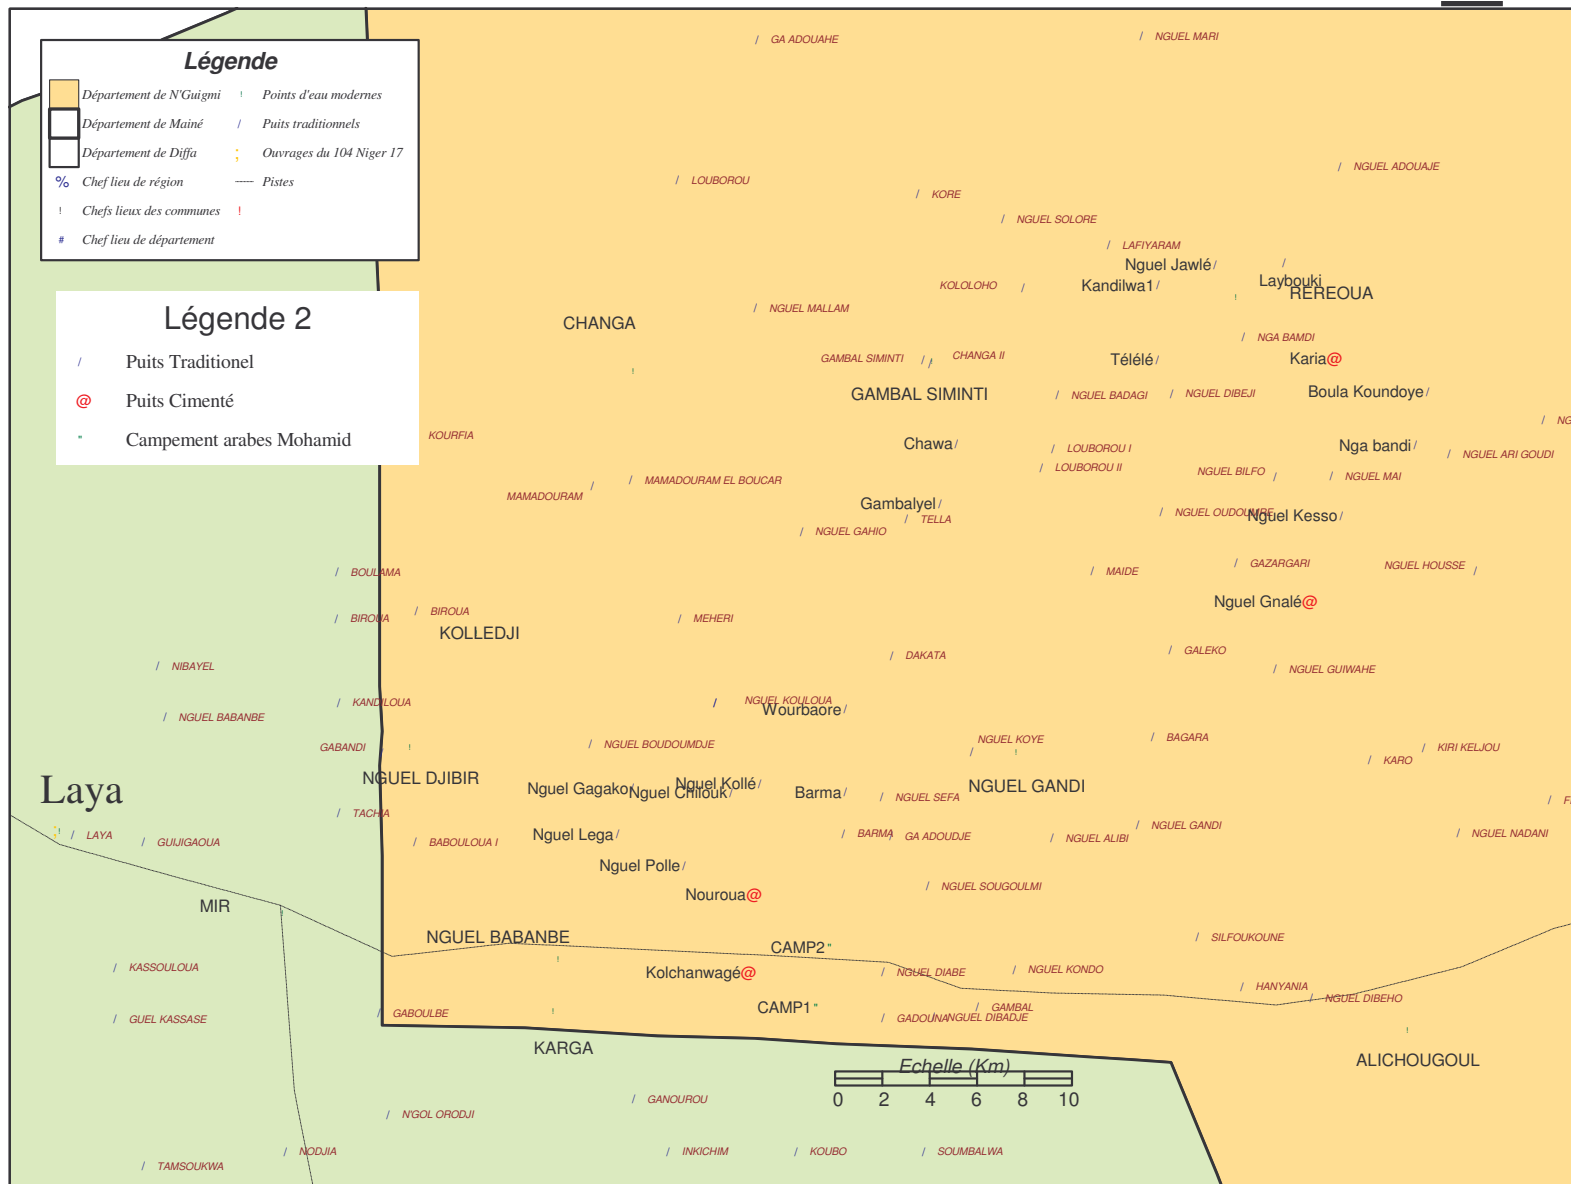 Légende
Département de N'Guigmi
Points d'eau modernes
Département de Mainé
Puits traditionnels
Département de Diffa
Ouvrages du 104 Niger 17
Chef lieu de région
Pistes
Chefs lieux des communes
Chef lieu de département
Légende 2
Puits Traditionel
Puits Cimenté
Campement arabes Mohamid
GA ADOUAHE
NGUEL MARI
NGUEL ADOUAJE
LOUBOROU
KORE
NGUEL SOLORE
LAFIYARAM
Nguel Jawlé
KOLOLOHO
Kandilwa1
Laybouki
REREOUA
NGUEL MALLAM
CHANGA
NGA BAMDI
GAMBAL SIMINTI
CHANGA II
Télélé
Karia@
GAMBAL SIMINTI
NGUEL BADAGI
NGUEL DIBEJI
Boula Koundoye
NG
KOURFIA
Chawa
LOUBOROU I
Nga bandi
NGUEL ARI GOUDI
LOUBOROU II
NGUEL BILFO
NGUEL MAI
MAMADOURAM EL BOUCAR
MAMADOURAM
Gambalyel
TELLA
NGUEL OUDOUMRE
Nguel Kesso
NGUEL GAHIO
BOULAMA
MAIDE
GAZARGARI
NGUEL HOUSSE
Nguel Gnalé@
BIROUA
BIROUA
MEHERI
KOLLEDJI
DAKATA
GALEKO
NIBAYEL
NGUEL GUIWAHE
KANDILOUA
NGUEL KOULOUA
Wourbaore
NGUEL BABANBE
GABANDI
NGUEL BOUDOUMDJE
NGUEL KOYE
BAGARA
KIRI KELJOU
KARO
NGUEL DJIBIR
Nguel Gagako
Nguel Kollé
Nguel Chilouk
Barma
NGUEL SEFA
NGUEL GANDI
Laya
F
TACHIA
LAYA
GUIJIGAOUA
BABOULOUA I
Nguel Lega
BARMA
GA ADOUDJE
NGUEL ALIBI
NGUEL GANDI
NGUEL NADANI
Nguel Polle
Nouroua@
NGUEL SOUGOULMI
MIR
NGUEL BABANBE
CAMP2
SILFOUKOUNE
KASSOULOUA
Kolchanwagé@
NGUEL DIABE
NGUEL KONDO
HANYANIA
NGUEL DIBEHO
GUEL KASSASE
GABOULBE
CAMP1
GAMBAL
GADOUNA
NGUEL DIBADJE
KARGA
ALICHOUGOUL
Echelle (Km)
0 2 4 6 8 10
N'GOL ORODJI
GANOUROU
NODJIA
INKICHIM
KOUBO
SOUMBALWA
TAMSOUKWA